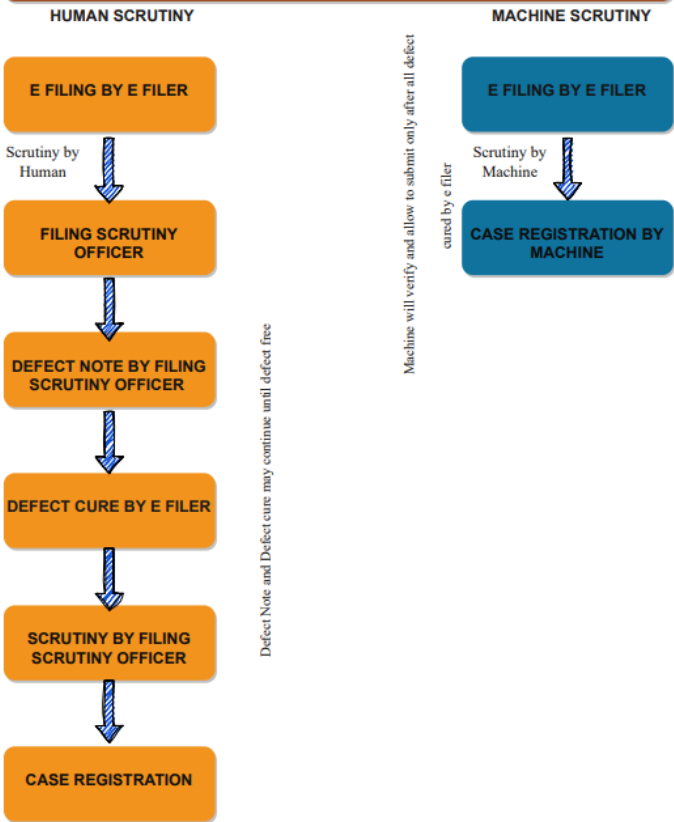 HUMAN SCRUTINY
E FILING BY E FILER
Scrutiny by
Human
FILING SCRUTINY
OFFICER
DEFECT NOTE BY FILING
SCRUTINY OFFICER
DEFECT CURE BY E FILER
SCRUTINY BY FILING
SCRUTINY OFFICER
CASE REGISTRATION
Defect Note and Defect cure may continue until defect free
Machine will verify and allow to submit only after all defect
cured by e filer
MACHINE SCRUTINY
E FILING BY E FILER
Scrutiny by
Machine
CASE REGISTRATION BY
MACHINE